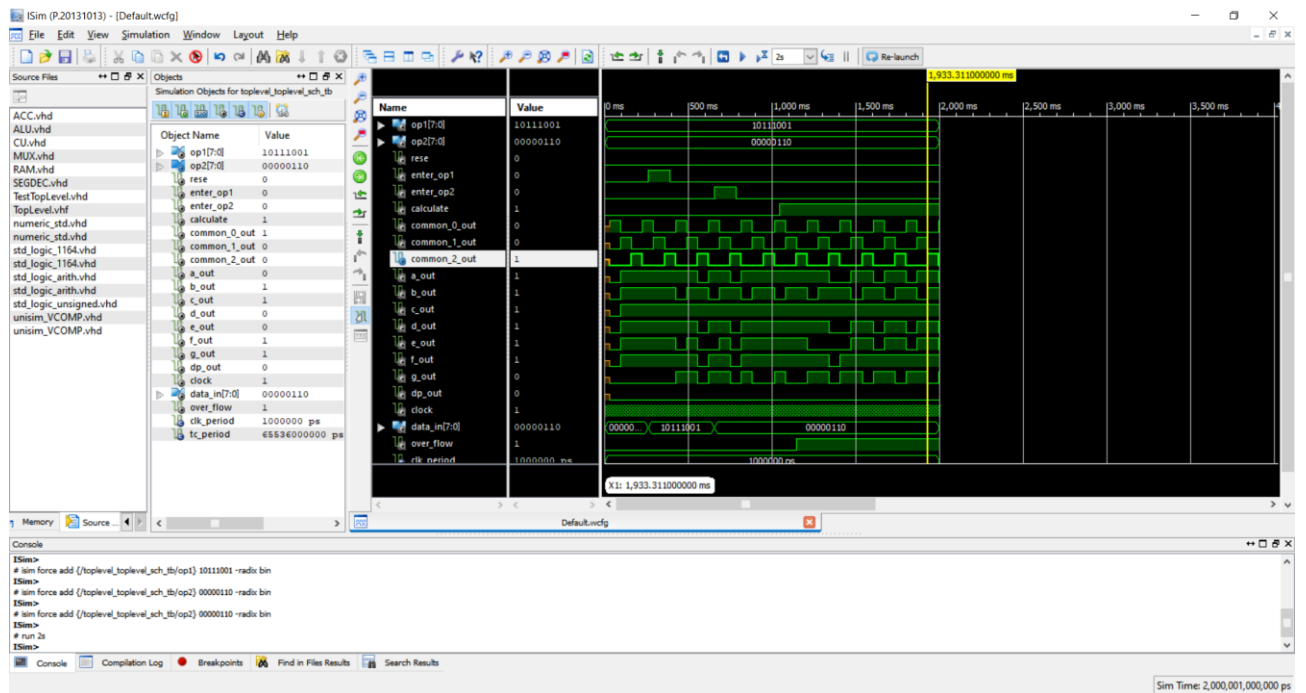 ISim (P.20131013) - [Default.wcfg]
File Edit View Simulation Window Layout Help
2s Re-launch
Source Files
ACC.vhd
ALU.vhd
CU.vhd
MUX.vhd
RAM.vhd
SEGDEC.vhd
TestTopLevel.vhd
TopLevel.vhf
numeric_std.vhd
numeric_std.vhd
std_logic_1164.vhd
std_logic_1164.vhd
std_logic_arith.vhd
std_logic_arith.vhd
std_logic_unsigned.vhd
unisim_VCOMP.vhd
unisim_VCOMP.vhd
Memory Source ...
Objects
Simulation Objects for toplevel_toplevel_sch_tb
Object Name Value
op1[7:0] 10111001
op2[7:0] 00000110
rese 0
enter_op1 0
enter_op2 0
calculate 1
common_0_out 1
common_1_out 0
common_2_out 0
a_out 0
b_out 1
c_out 1
d_out 0
e_out 0
f_out 1
g_out 1
dp_out 0
clock 1
data_in[7:0] 00000110
over_flow 1
clk_period 1000000 ps
tc_period 65536000000 ps
Name Value
op1[7:0] 10111001
op2[7:0] 00000110
rese 0
enter_op1 0
enter_op2 0
calculate 1
common_0_out 0
common_1_out 0
common_2_out 1
a_out 1
b_out 1
c_out 1
d_out 1
e_out 1
f_out 1
g_out 0
dp_out 0
clock 1
data_in[7:0] 00000110
over_flow 1
clk_period 1000000 ps
1,933.311000000 ms
0 ms 500 ms 1,000 ms 1,500 ms 2,000 ms 2,500 ms 3,000 ms 3,500 ms
10111001
00000110
00000... 10111001 00000110
1000000 ps
X1: 1,933.311000000 ms
Default.wcfg
Console
ISim>
# isim force add {/toplevel_toplevel_sch_tb/op1} 10111001 -radix bin
ISim>
# isim force add {/toplevel_toplevel_sch_tb/op2} 00000110 -radix bin
ISim>
# isim force add {/toplevel_toplevel_sch_tb/op2} 00000110 -radix bin
ISim>
# run 2s
ISim>
Console Compilation Log Breakpoints Find in Files Results Search Results
Sim Time: 2,000,001,000,000 ps